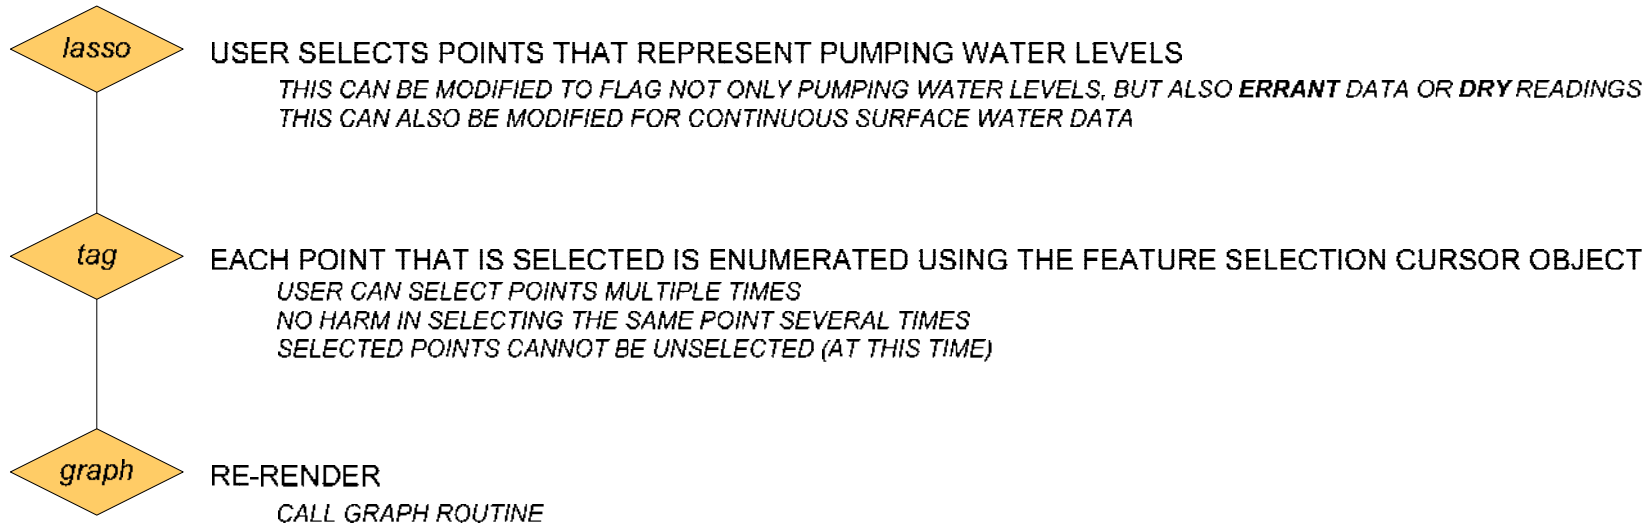 lasso
USER SELECTS POINTS THAT REPRESENT PUMPING WATER LEVELS
THIS CAN BE MODIFIED TO FLAG NOT ONLY PUMPING WATER LEVELS, BUT ALSO ERRANT DATA OR DRY READINGS
THIS CAN ALSO BE MODIFIED FOR CONTINUOUS SURFACE WATER DATA
tag
EACH POINT THAT IS SELECTED IS ENUMERATED USING THE FEATURE SELECTION CURSOR OBJECT
USER CAN SELECT POINTS MULTIPLE TIMES
NO HARM IN SELECTING THE SAME POINT SEVERAL TIMES
SELECTED POINTS CANNOT BE UNSELECTED (AT THIS TIME)
graph
RE-RENDER
CALL GRAPH ROUTINE